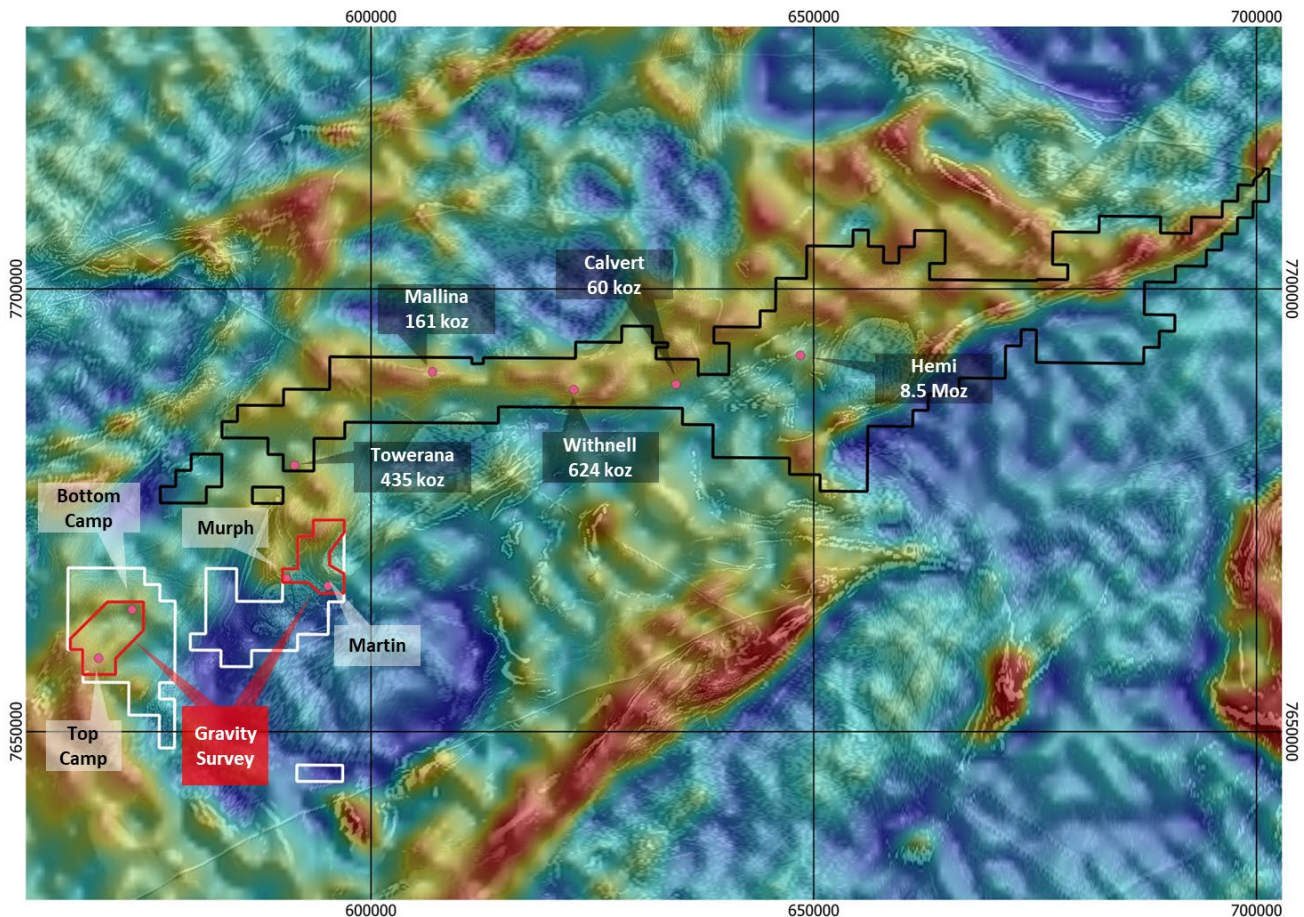 600000
650000
700000
Calvert
60 koz
7700000
7700000
Mallina
161 koz
Hemi
8.5 Moz
Withnell
624 koz
Towerana
435 koz
Bottom
Camp
Murph
Martin
Top
Camp
Gravity
Survey
7650000
7650000
600000
650000
700000